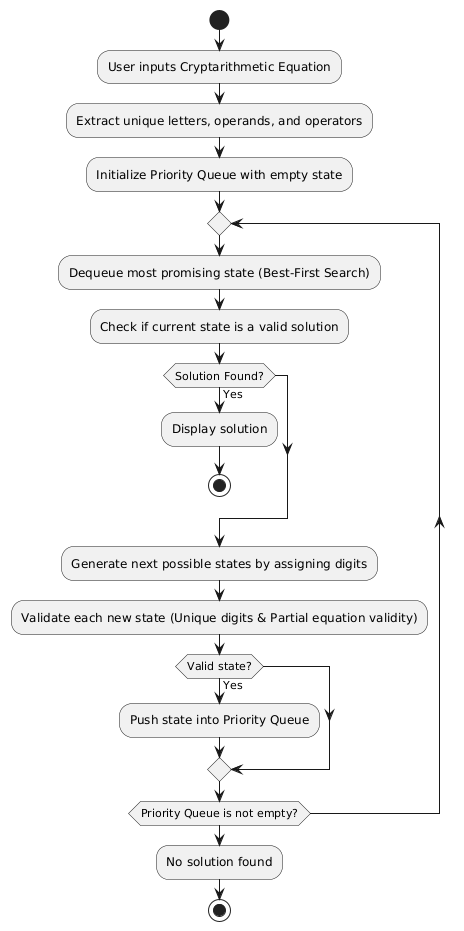 User inputs Cryptarithmetic Equation
Extract unique letters, operands, and operators
Initialize Priority Queue with empty state
Dequeue most promising state (Best-First Search)
Check if current state is a valid solution
Solution Found?
Yes
Display solution
Generate next possible states by assigning digits
Validate each new state (Unique digits & Partial equation validity)
Valid state?
Yes
Push state into Priority Queue
Priority Queue is not empty?
No solution found